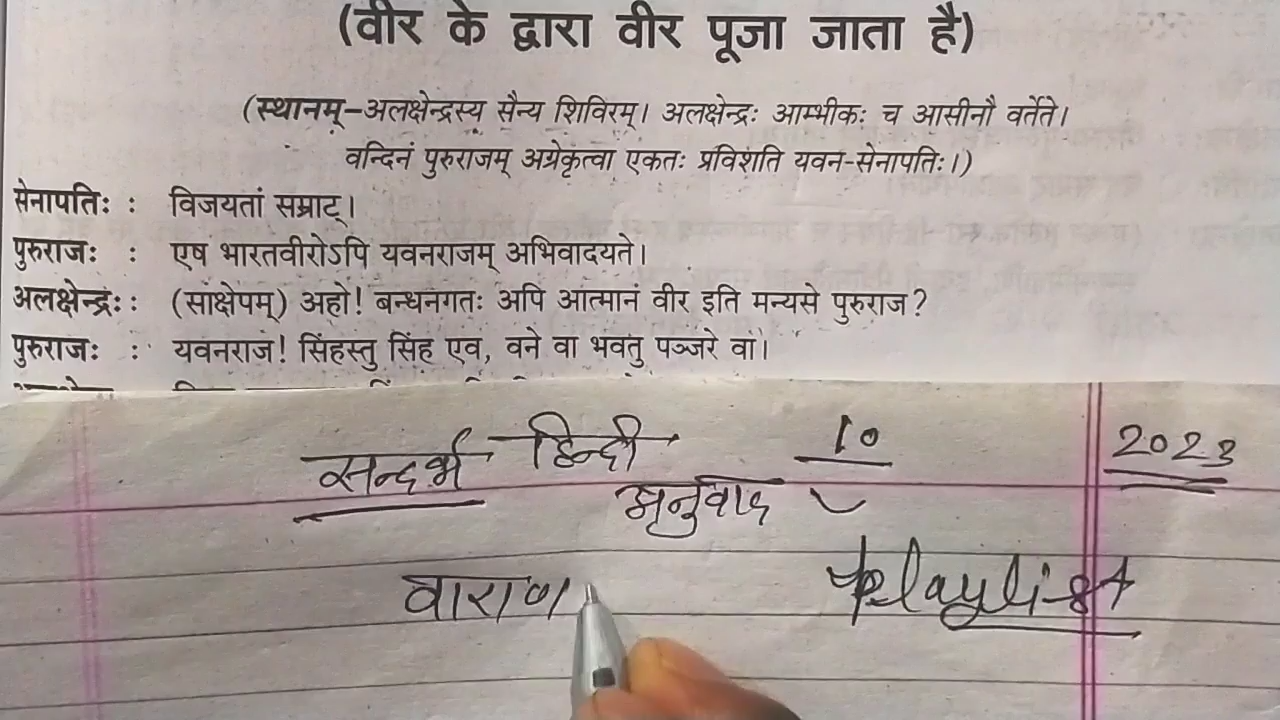 (वीर के द्वारा वीर पूजा जाता है)
(स्थानम्–अलक्षेन्द्रस्य सैन्य शिविरम्। अलक्षेन्द्रः आम्भीकः च आसीनौ वर्तेते।
वन्दिनं पुरुराजम् अग्रेकृत्वा एकतः प्रविशति यवन-सेनापतिः।)
सेनापतिः : विजयतां सम्राट्।
पुरुराजः : एष भारतवीरोऽपि यवनराजम् अभिवादयते।
अलक्षेन्द्रः : (साक्षेपम्) अहो! बन्धनगतः अपि आत्मानं वीर इति मन्यसे पुरुराज?
पुरुराजः : यवनराज! सिंहस्तु सिंह एव, वने वा भवतु पञ्जरे वा।
सन्दर्भ हिन्दी 10 2023
अनुवाद
वाराण Playlist